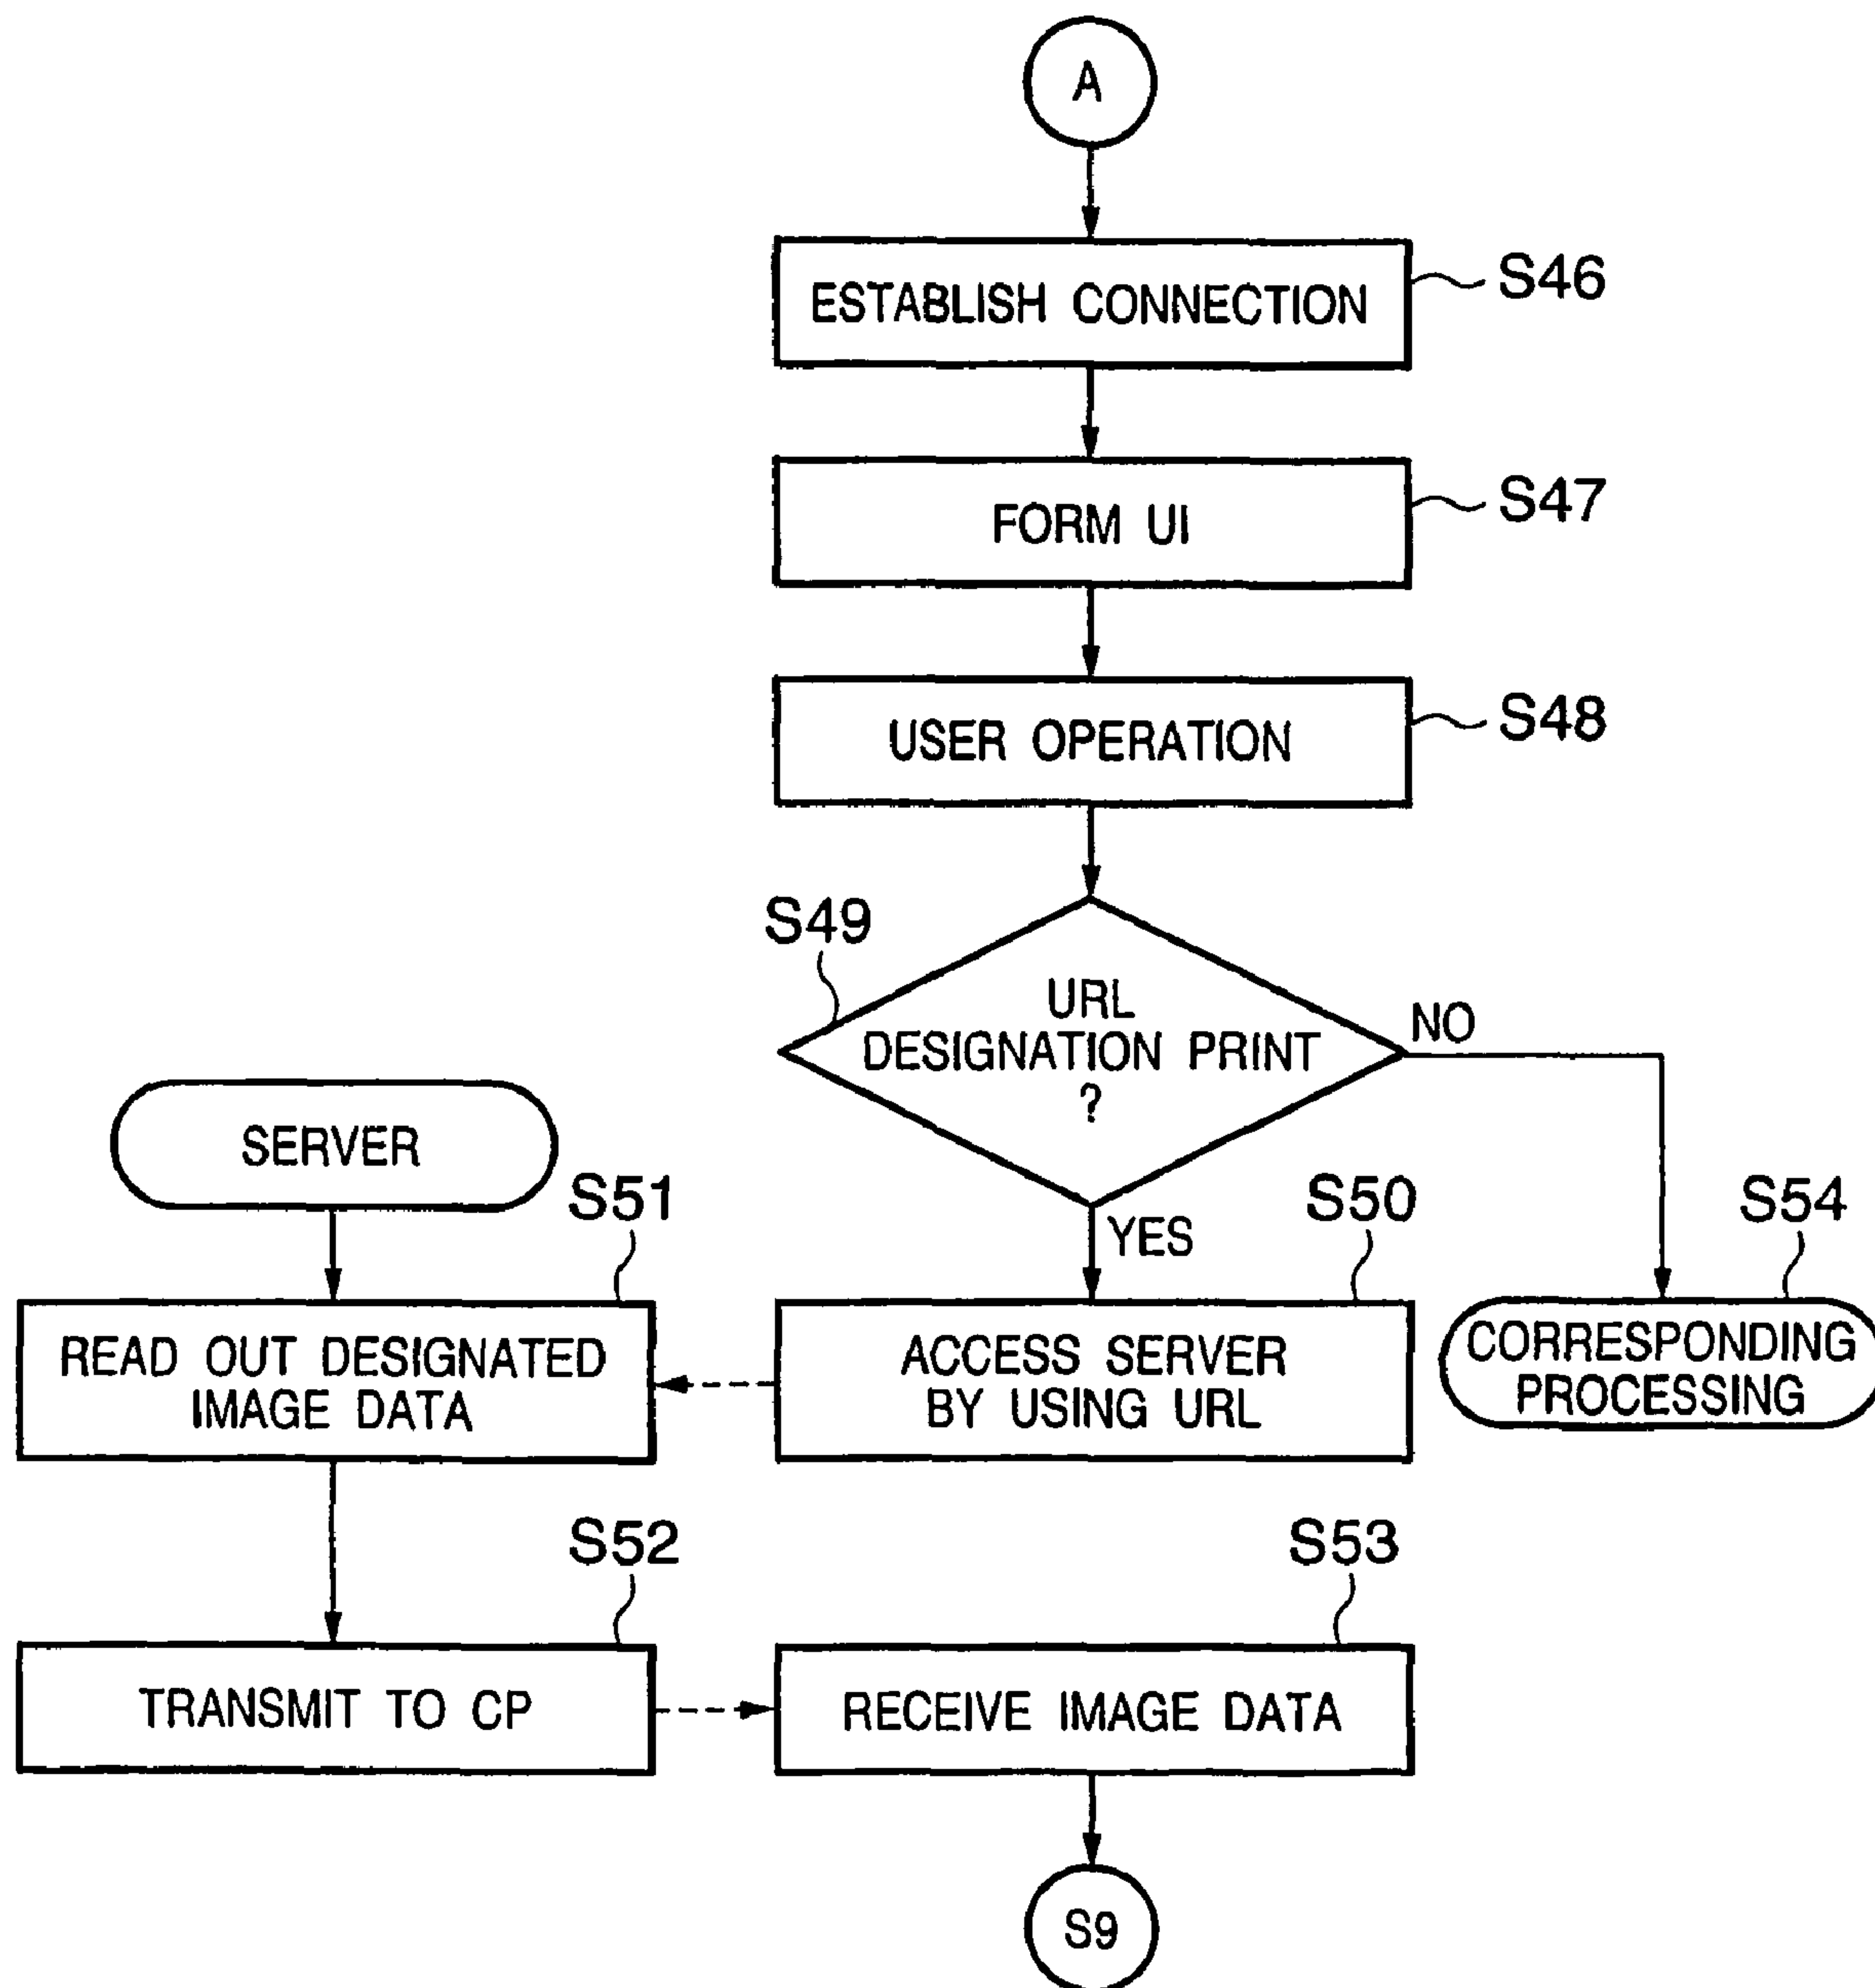 A
ESTABLISH CONNECTION
S46
FORM UI
S47
USER OPERATION
S48
S49
URL
DESIGNATION PRINT
?
NO
YES
SERVER
S51
S50
S54
READ OUT DESIGNATED
IMAGE DATA
ACCESS SERVER
BY USING URL
CORRESPONDING
PROCESSING
S52
S53
TRANSMIT TO CP
RECEIVE IMAGE DATA
S9